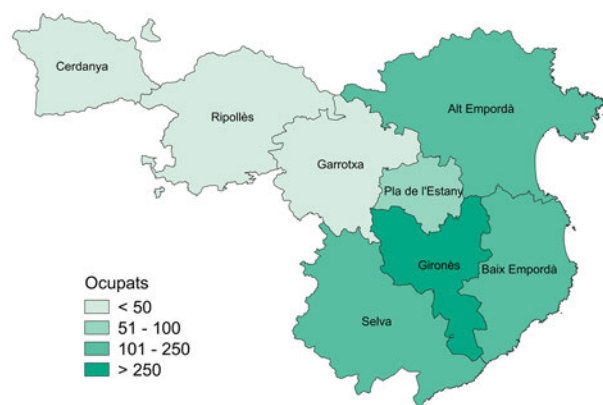 Cerdanya
Ripollès
Alt Empordà
Garrotxa
Pla de l'Estany
Gironès
Baix Empordà
Selva
Ocupats
< 50
51 - 100
101 - 250
> 250